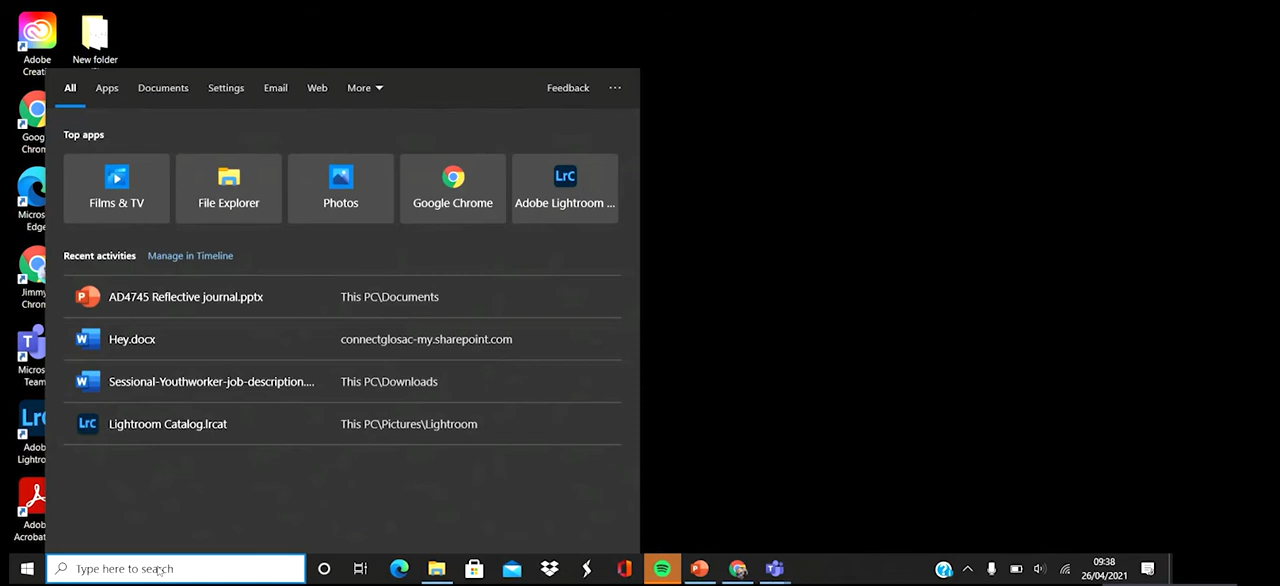 Adobe
Creati
New folder
Goog
Chrom
Micros
Edge
Jimmy
Chron
Micros
Team
Adob
Lightro
Adob
Acrobat
All Apps Documents Settings Email Web More Feedback ...
Top apps
Films & TV File Explorer Photos Google Chrome LrC Adobe Lightroom ...
Recent activities Manage in Timeline
AD4745 Reflective journal.pptx This PC\Documents
Hey.docx connectglosac-my.sharepoint.com
Sessional-Youthworker-job-description.... This PC\Downloads
LrC Lightroom Catalog.lrcat This PC\Pictures\Lightroom
Type here to search
09:38
26/04/2021